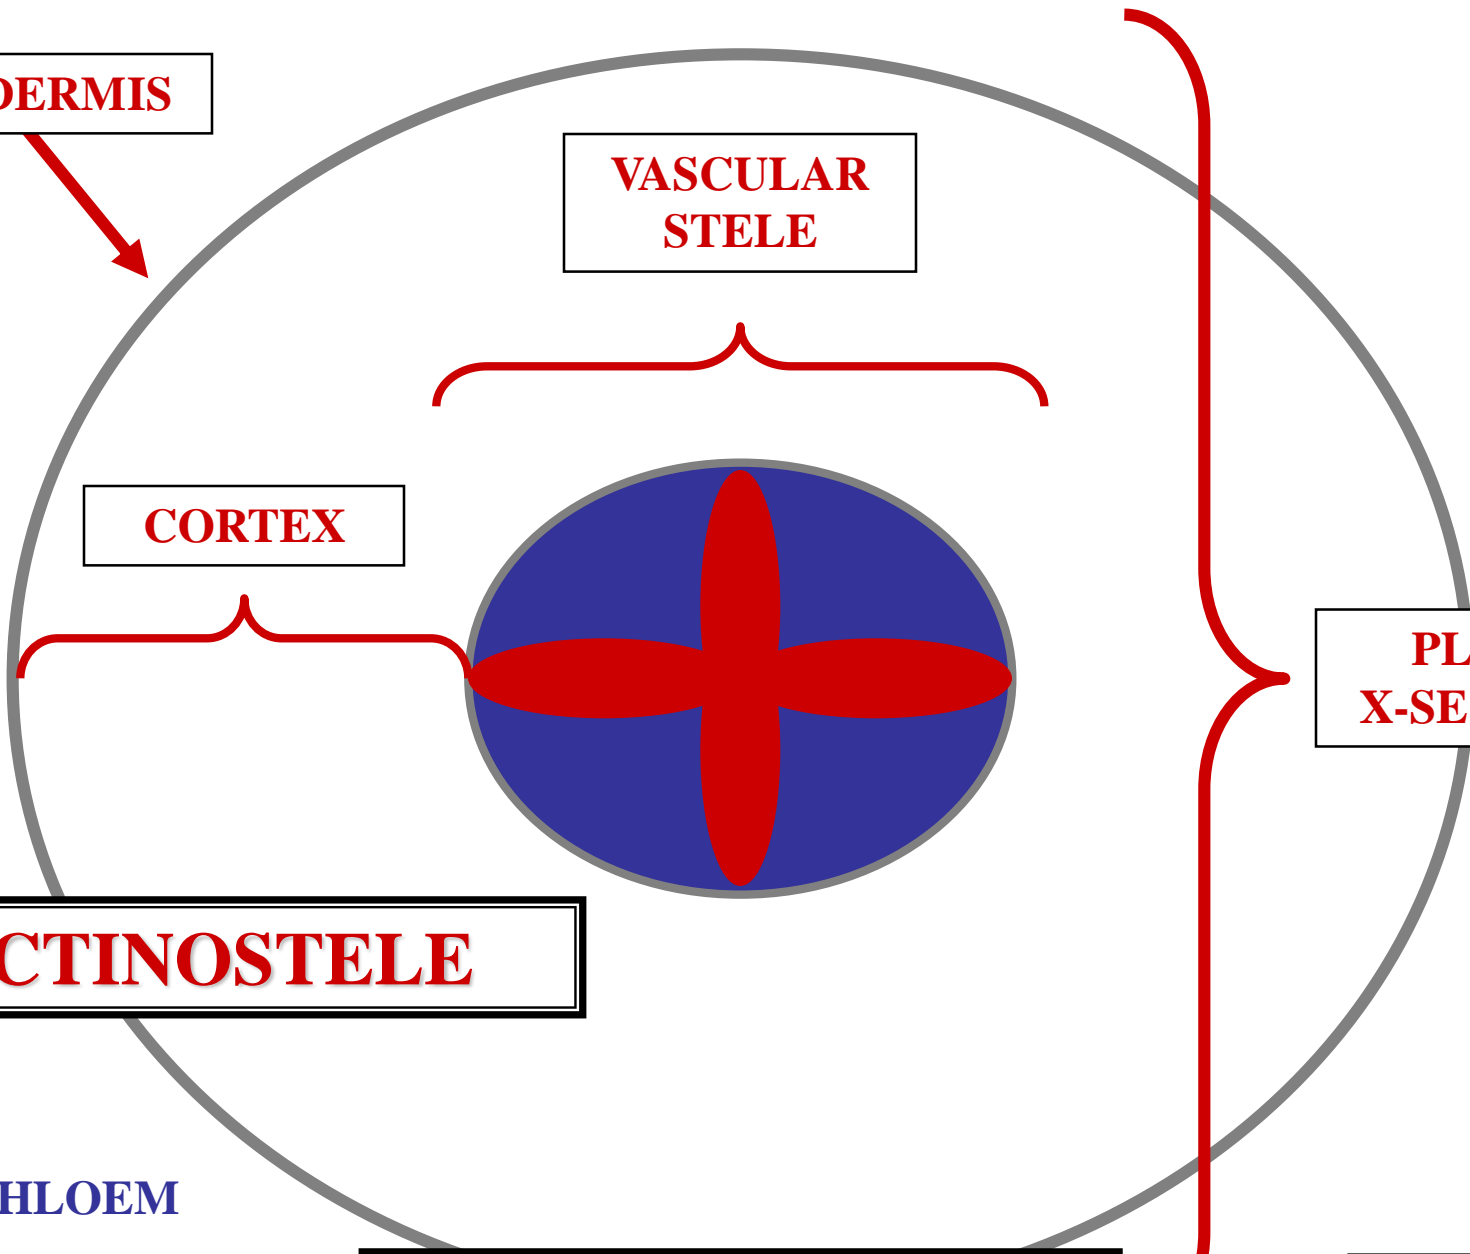 DERMIS
VASCULAR
STELE
CORTEX
PL
X-SE
CTINOSTELE
HLOEM